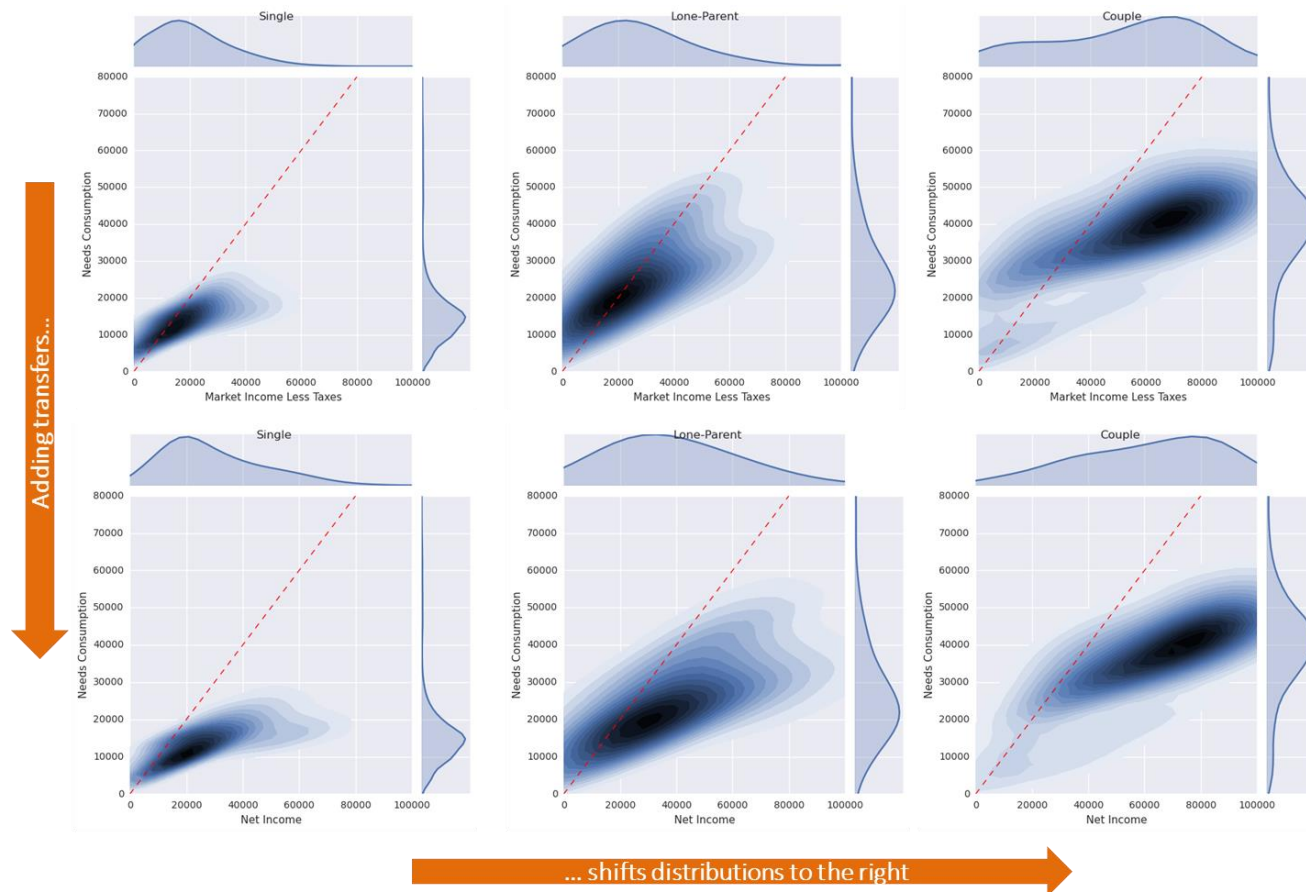 Single
80000
70000
60000
50000
40000
30000
20000
10000
0
Needs Consumption
0 20000 40000 60000 80000 100000
Market Income Less Taxes
Lone-Parent
80000
70000
60000
50000
40000
30000
20000
10000
0
Needs Consumption
0 20000 40000 60000 80000 100000
Market Income Less Taxes
Couple
80000
70000
60000
50000
40000
30000
20000
10000
0
Needs Consumption
0 20000 40000 60000 80000 100000
Market Income Less Taxes
Adding transfers...
Single
80000
70000
60000
50000
40000
30000
20000
10000
0
Needs Consumption
0 20000 40000 60000 80000 100000
Net Income
Lone-Parent
80000
70000
60000
50000
40000
30000
20000
10000
0
Needs Consumption
0 20000 40000 60000 80000 100000
Net Income
Couple
80000
70000
60000
50000
40000
30000
20000
10000
0
Needs Consumption
0 20000 40000 60000 80000 100000
Net Income
... shifts distributions to the right